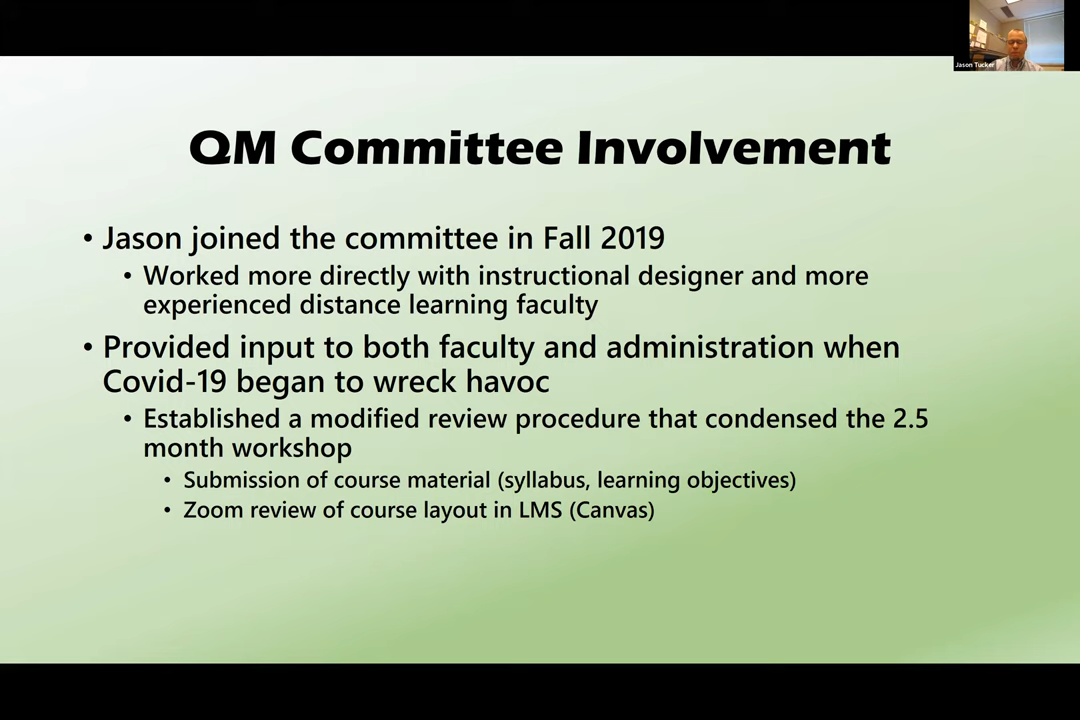 Jason Tucker
QM Committee Involvement
• Jason joined the committee in Fall 2019
• Worked more directly with instructional designer and more
experienced distance learning faculty
• Provided input to both faculty and administration when
Covid-19 began to wreck havoc
• Established a modified review procedure that condensed the 2.5
month workshop
• Submission of course material (syllabus, learning objectives)
• Zoom review of course layout in LMS (Canvas)